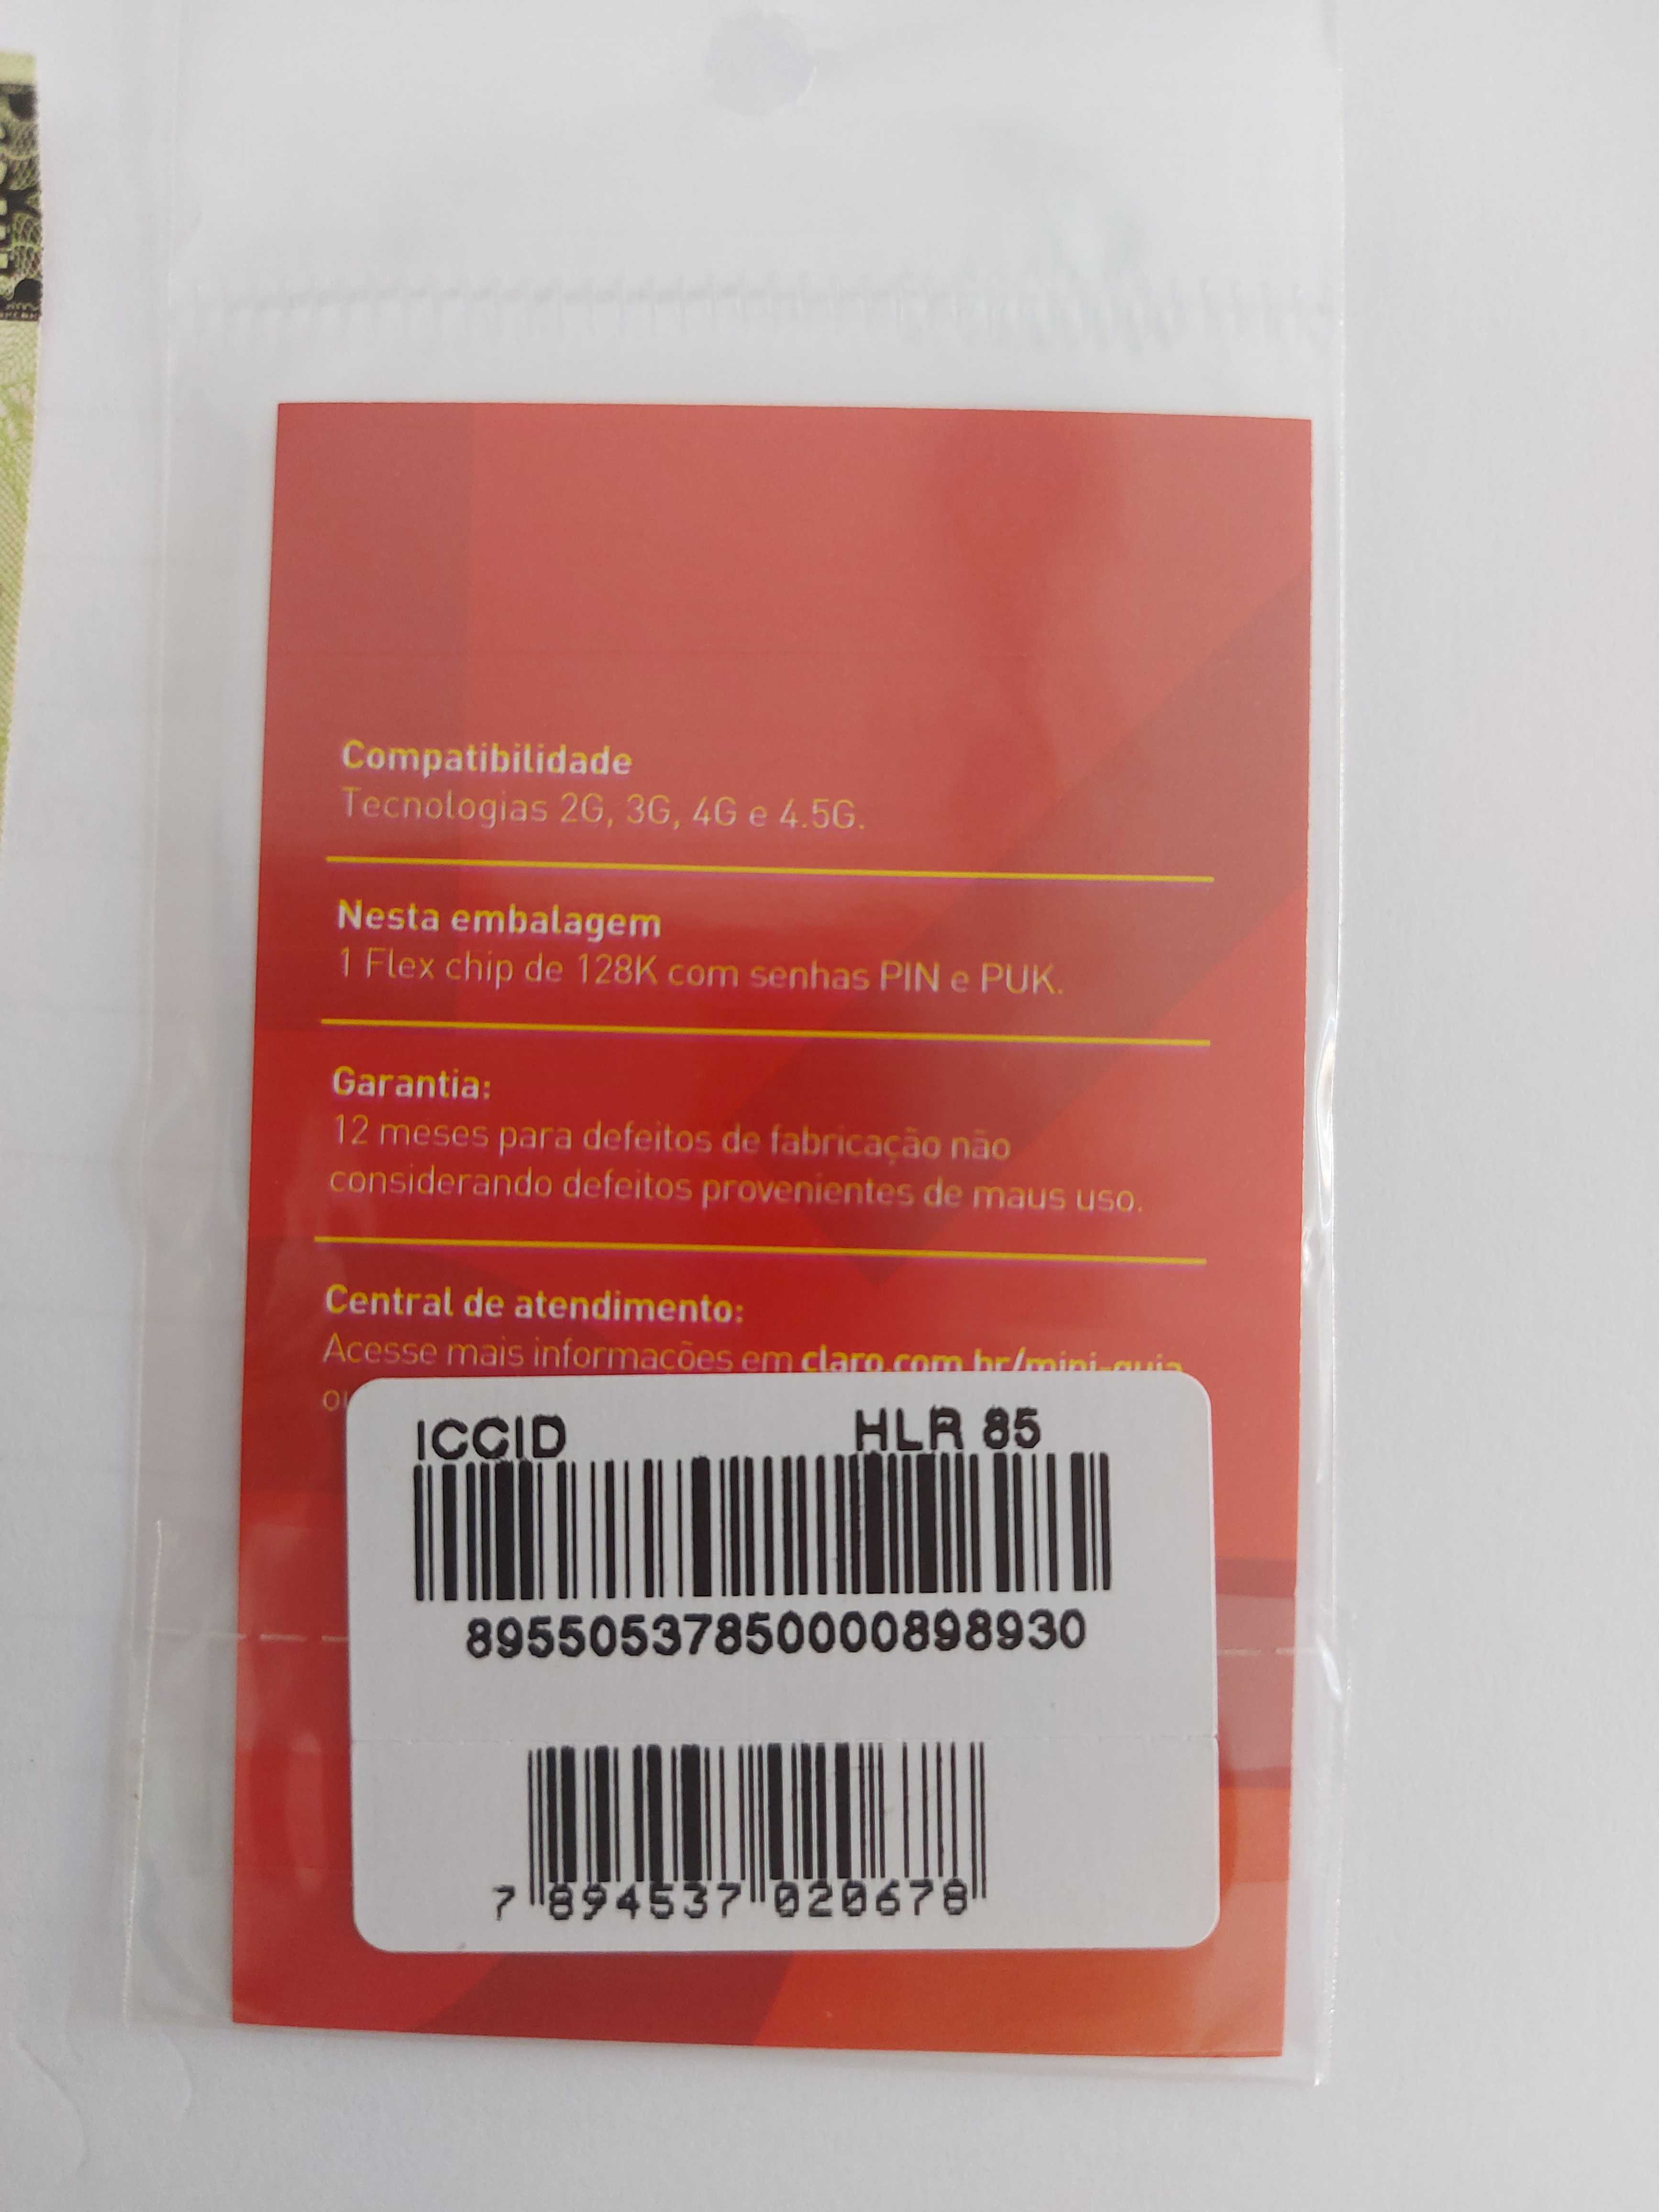 Compatibilidade
Tecnologias 2G, 3G, 4G e 4.5G.
Nesta embalagem
1 Flex chip de 128K com senhas PIN e PUK.
Garantia:
12 meses para defeitos de fabricação não
considerando defeitos provenientes de maus uso.
Central de atendimento:
Acesse mais informações em claro.com.br/mini-guia
ICCID HLR 85
89550537850000898930
7 894537 020678